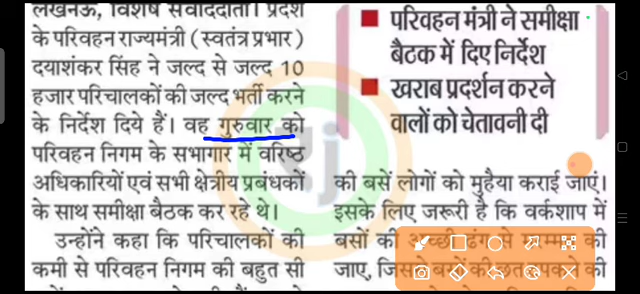 लखनऊ, विशेष संवाददाता। प्रदेश
के परिवहन राज्यमंत्री (स्वतंत्र प्रभार)
दयाशंकर सिंह ने जल्द से जल्द 10
हजार परिचालकों की जल्द भर्ती करने
के निर्देश दिये हैं। वह गुरुवार को
परिवहन निगम के सभागार में वरिष्ठ
अधिकारियों एवं सभी क्षेत्रीय प्रबंधकों
के साथ समीक्षा बैठक कर रहे थे।
उन्होंने कहा कि परिचालकों की
कमी से परिवहन निगम की बहुत सी
परिवहन मंत्री ने समीक्षा
बैठक में दिए निर्देश
खराब प्रदर्शन करने
वालों को चेतावनी दी
की बसें लोगों को मुहैया कराई जाएं।
इसके लिए जरूरी है कि वर्कशाप में
बसों की अच्छी ढंग से मरम्मत की
जाए, की